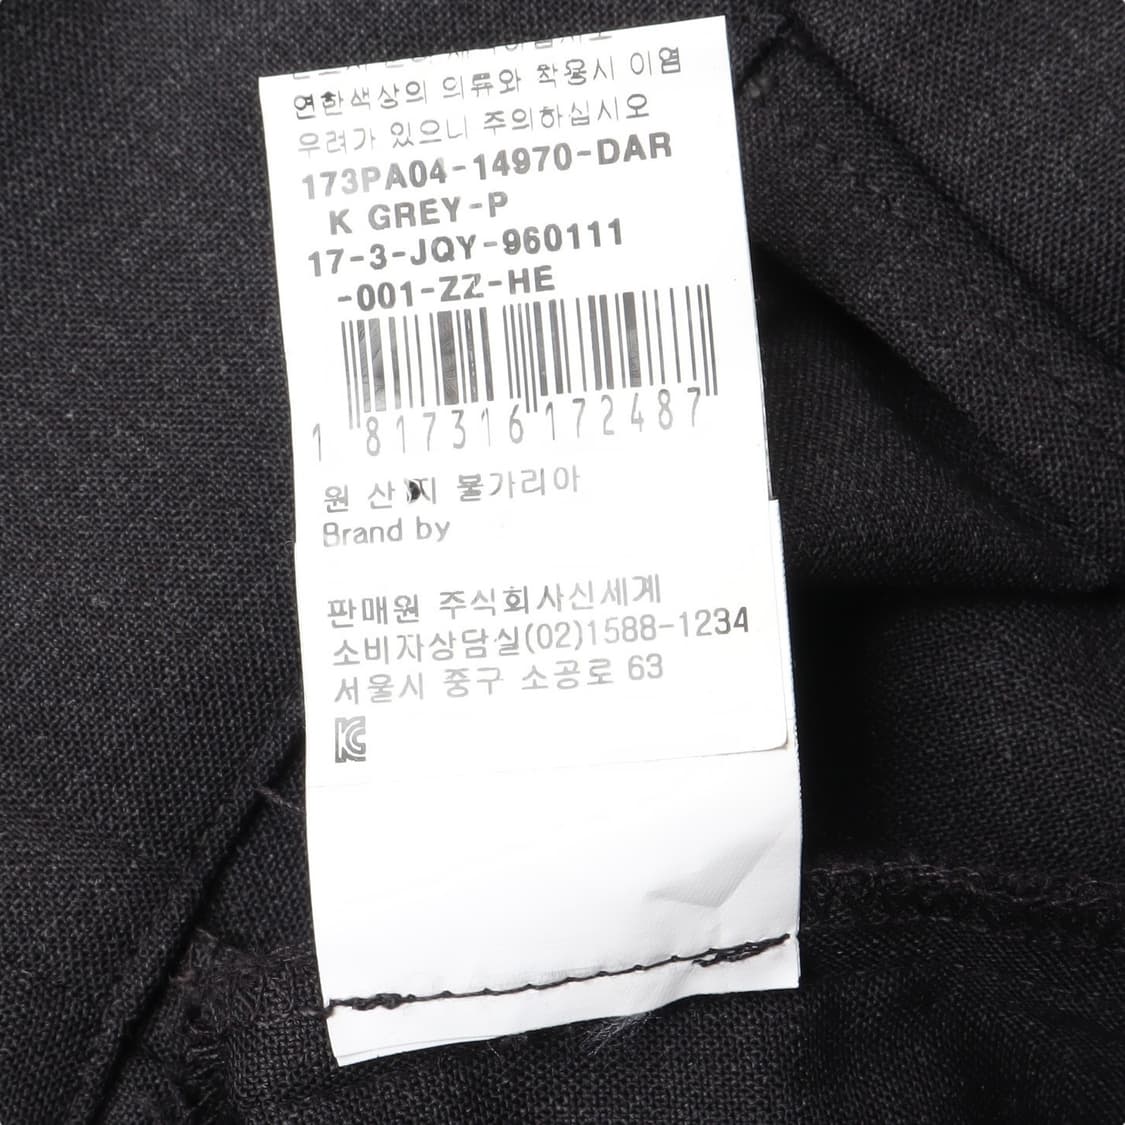 연한색상의 의류와 착용시 이염
우려가 있으니 주의하십시오
173PA04-14970-DAR
K GREY-P
17-3-JQY-960111
-001-ZZ-HE
1 817316 172487
원 산 지 불가리아
Brand by
판매원 주식회사신세계
소비자상담실(02)1588-1234
서울시 중구 소공로 63
KC